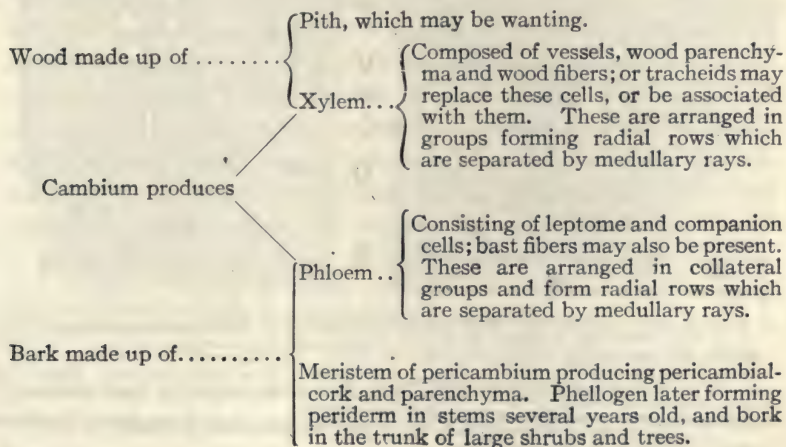 Pith, which may be wanting.
Wood made up of ........
Xylem...
Composed of vessels, wood parenchy-
ma and wood fibers; or tracheids may
replace these cells, or be associated
with them. These are arranged in
groups forming radial rows which
are separated by medullary rays.
Cambium produces
Phloem..
Consisting of leptome and companion
cells; bast fibers may also be present.
These are arranged in collateral
groups and form radial rows which
are separated by medullary rays.
Bark made up of..........
Meristem of pericambium producing pericambial-
cork and parenchyma. Phellogen later forming
periderm in stems several years old, and bork
in the trunk of large shrubs and trees.